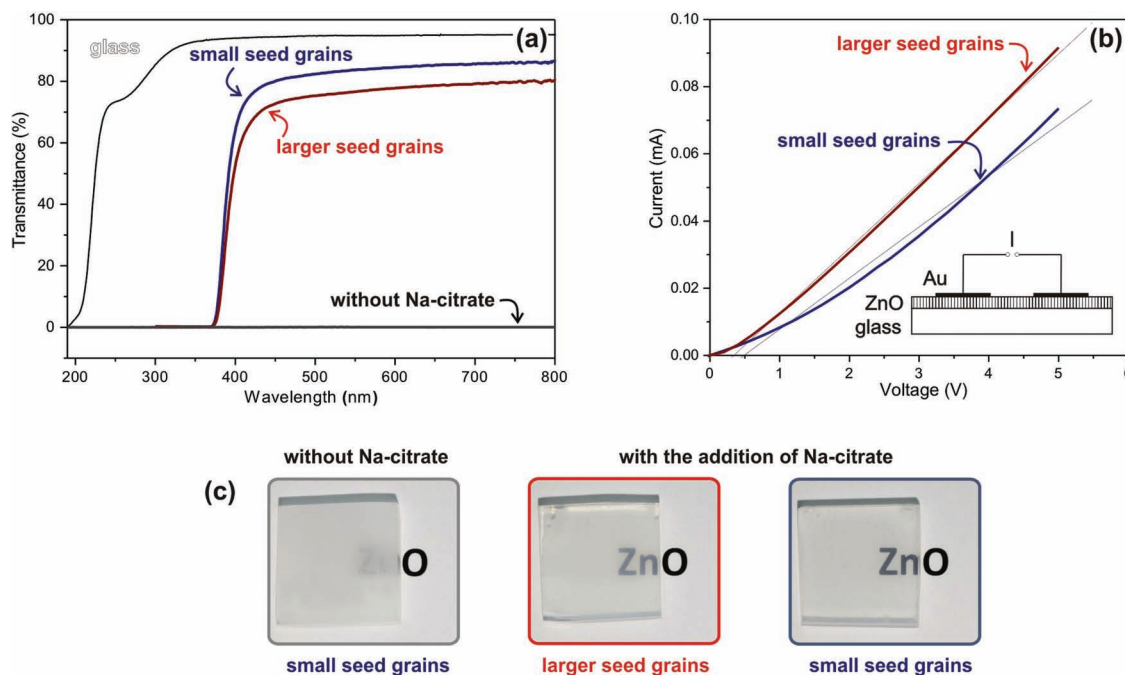 100
80
60
40
20
0
Transmittance (%)
200 300 400 500 600 700 800
Wavelength (nm)
glass
(a)
small seed grains
larger seed grains
without Na-citrate
0.10
0.08
0.06
0.04
0.02
0.00
Current (mA)
0 1 2 3 4 5 6
Voltage (V)
(b)
larger seed grains
small seed grains
I
Au
ZnO
glass
without Na-citrate
with the addition of Na-citrate
(c)
ZnO
ZnO
ZnO
small seed grains
larger seed grains
small seed grains